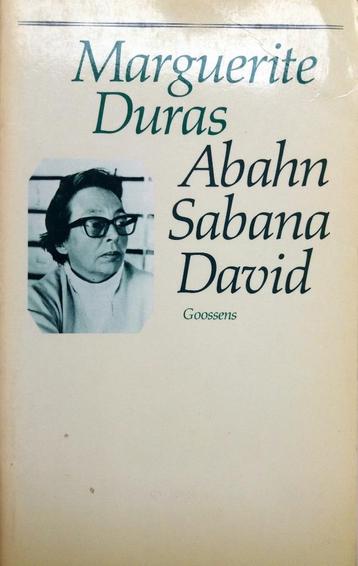 Marguerite
Duras
Abahn
Sabana
David
Goossens